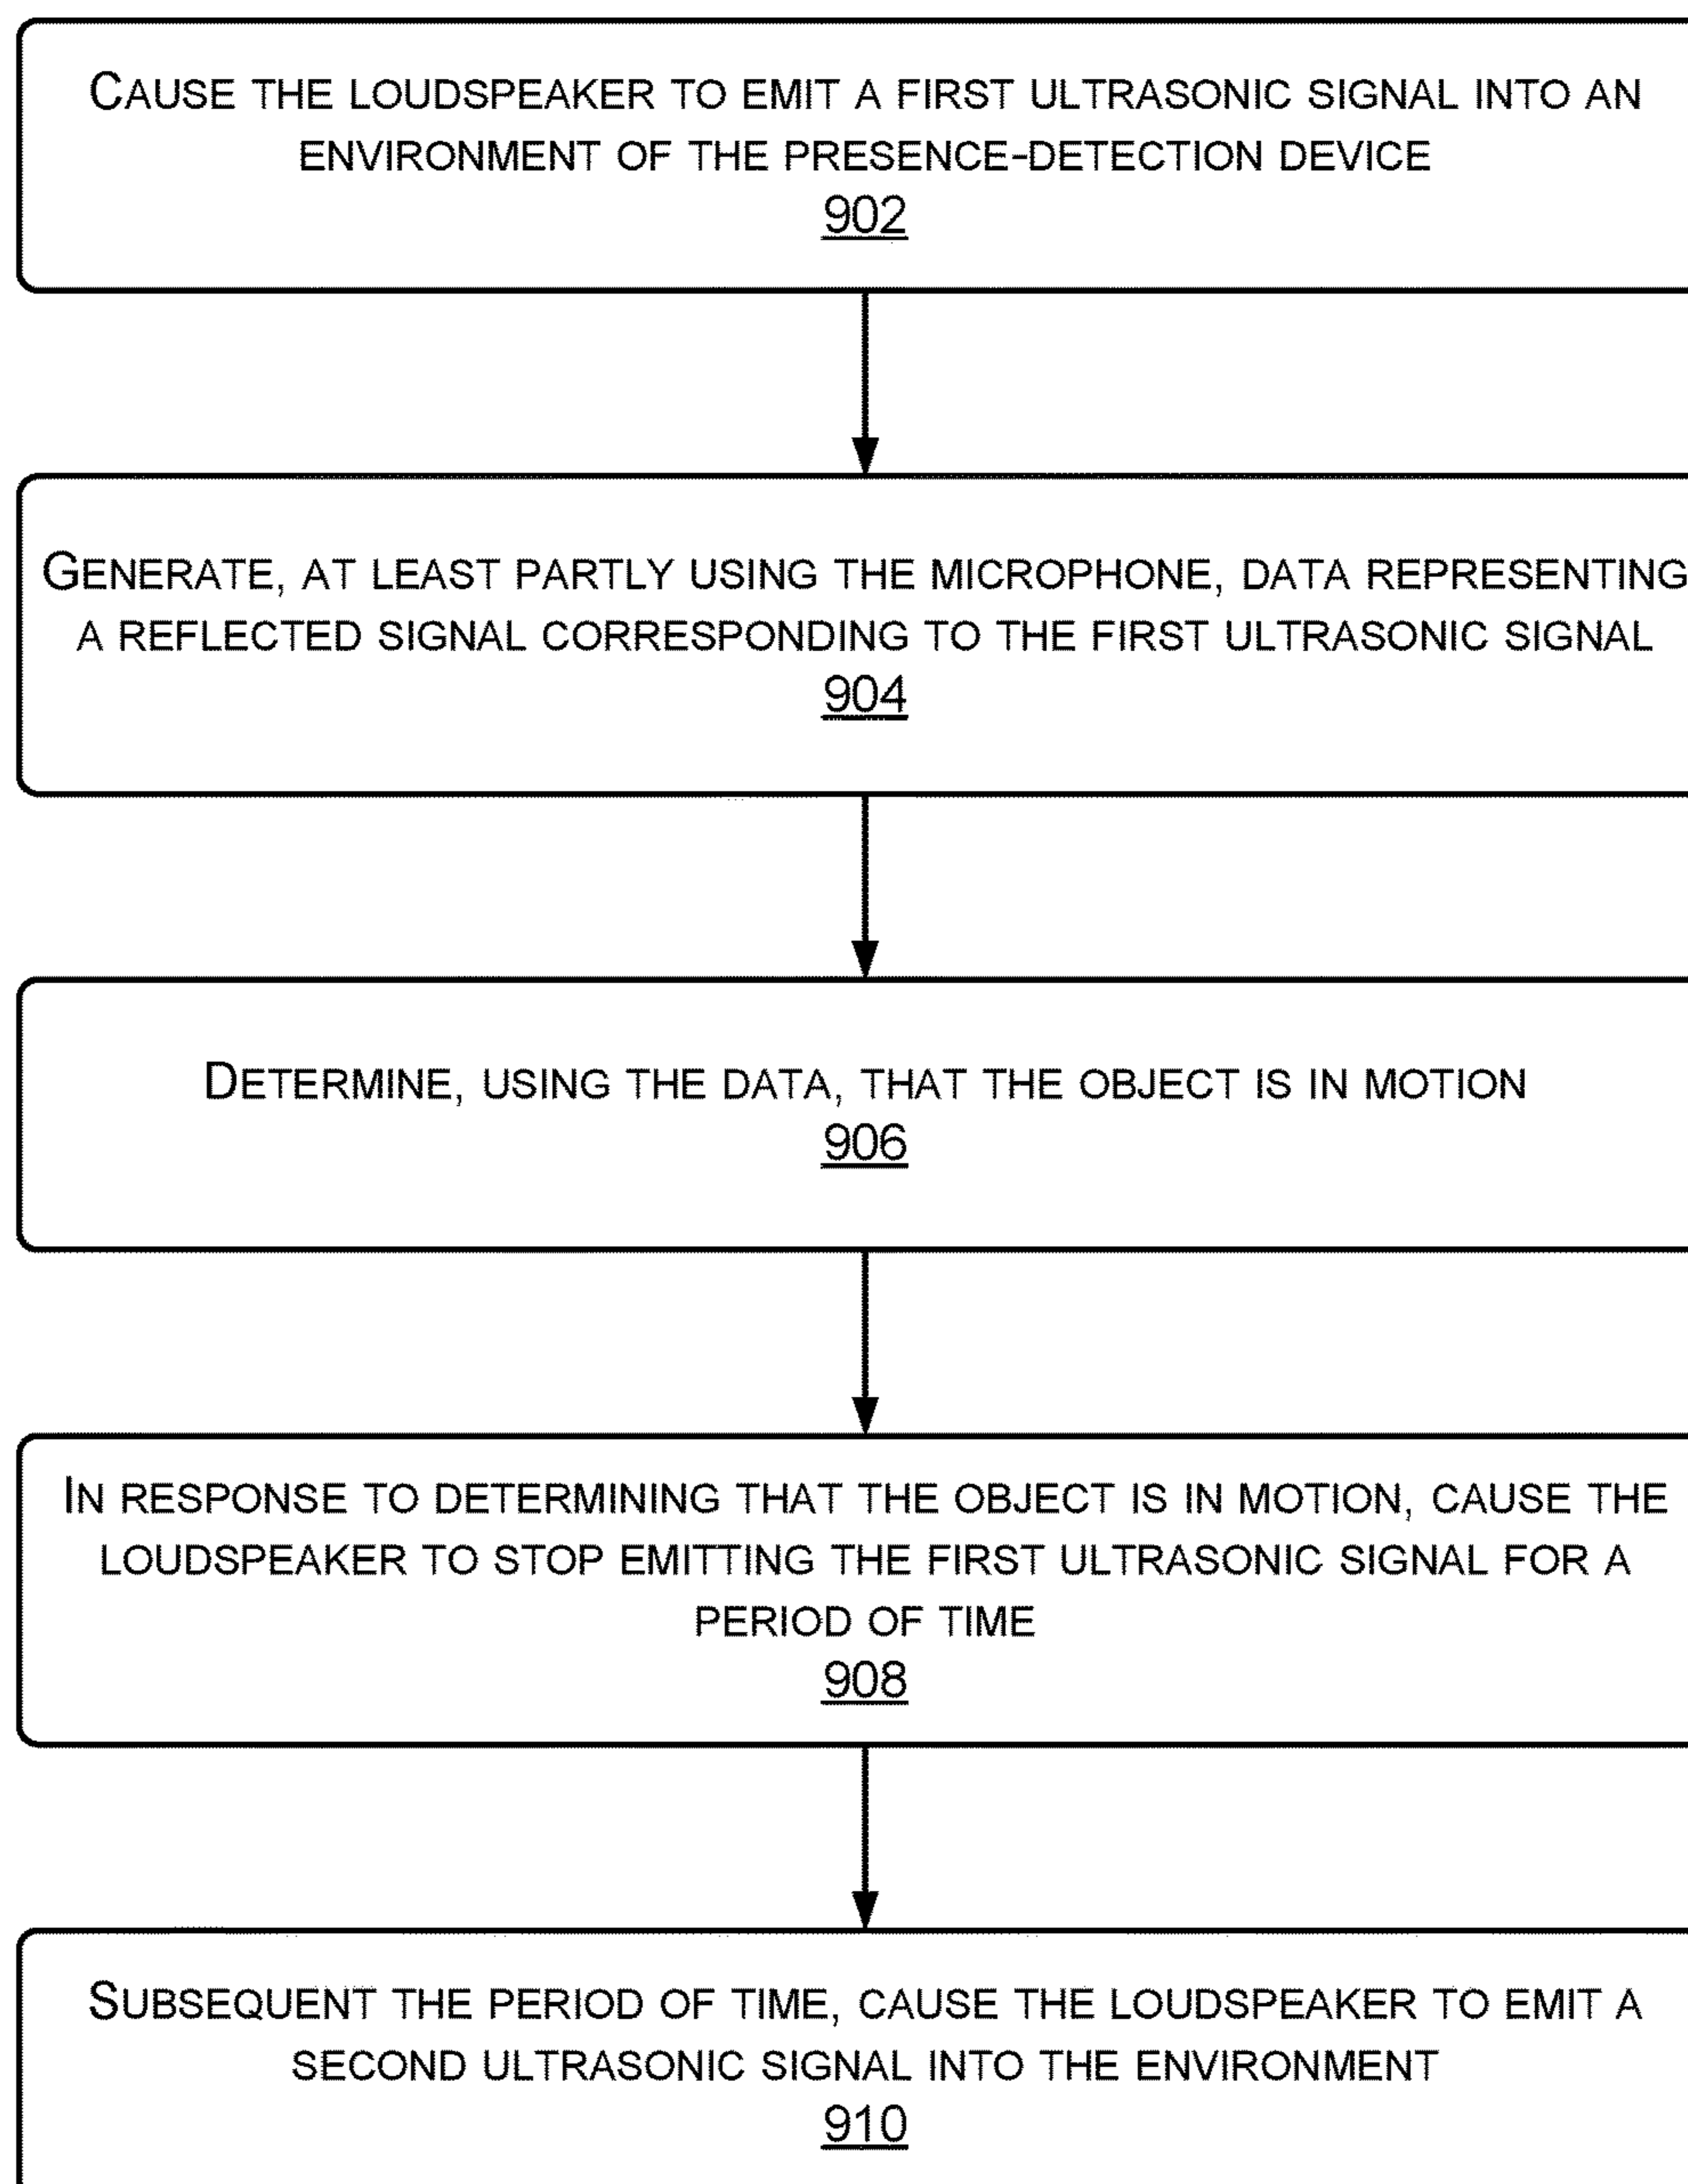 CAUSE THE LOUDSPEAKER TO EMIT A FIRST ULTRASONIC SIGNAL INTO AN
ENVIRONMENT OF THE PRESENCE-DETECTION DEVICE
902
GENERATE, AT LEAST PARTLY USING THE MICROPHONE, DATA REPRESENTING
A REFLECTED SIGNAL CORRESPONDING TO THE FIRST ULTRASONIC SIGNAL
904
DETERMINE, USING THE DATA, THAT THE OBJECT IS IN MOTION
906
IN RESPONSE TO DETERMINING THAT THE OBJECT IS IN MOTION, CAUSE THE
LOUDSPEAKER TO STOP EMITTING THE FIRST ULTRASONIC SIGNAL FOR A
PERIOD OF TIME
908
SUBSEQUENT THE PERIOD OF TIME, CAUSE THE LOUDSPEAKER TO EMIT A
SECOND ULTRASONIC SIGNAL INTO THE ENVIRONMENT
910